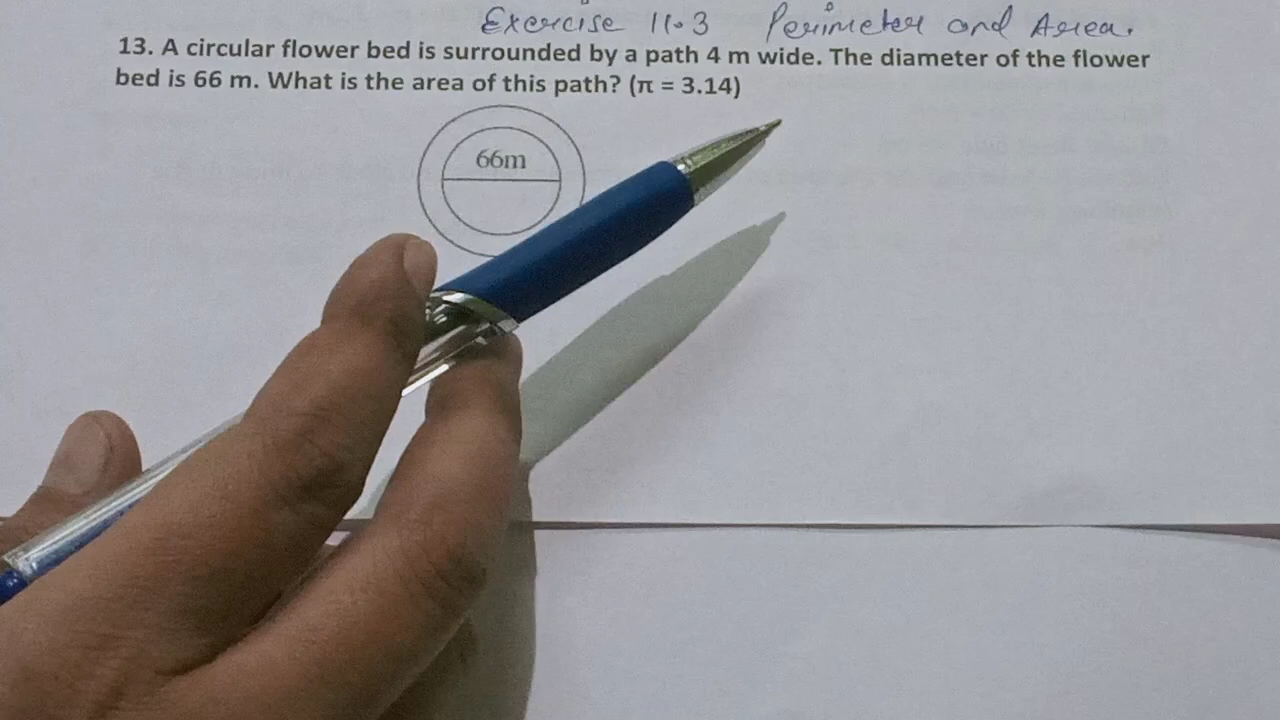 Exercise 11.3 Perimeter and Area.
13. A circular flower bed is surrounded by a path 4 m wide. The diameter of the flower
bed is 66 m. What is the area of this path? (π = 3.14)
66m